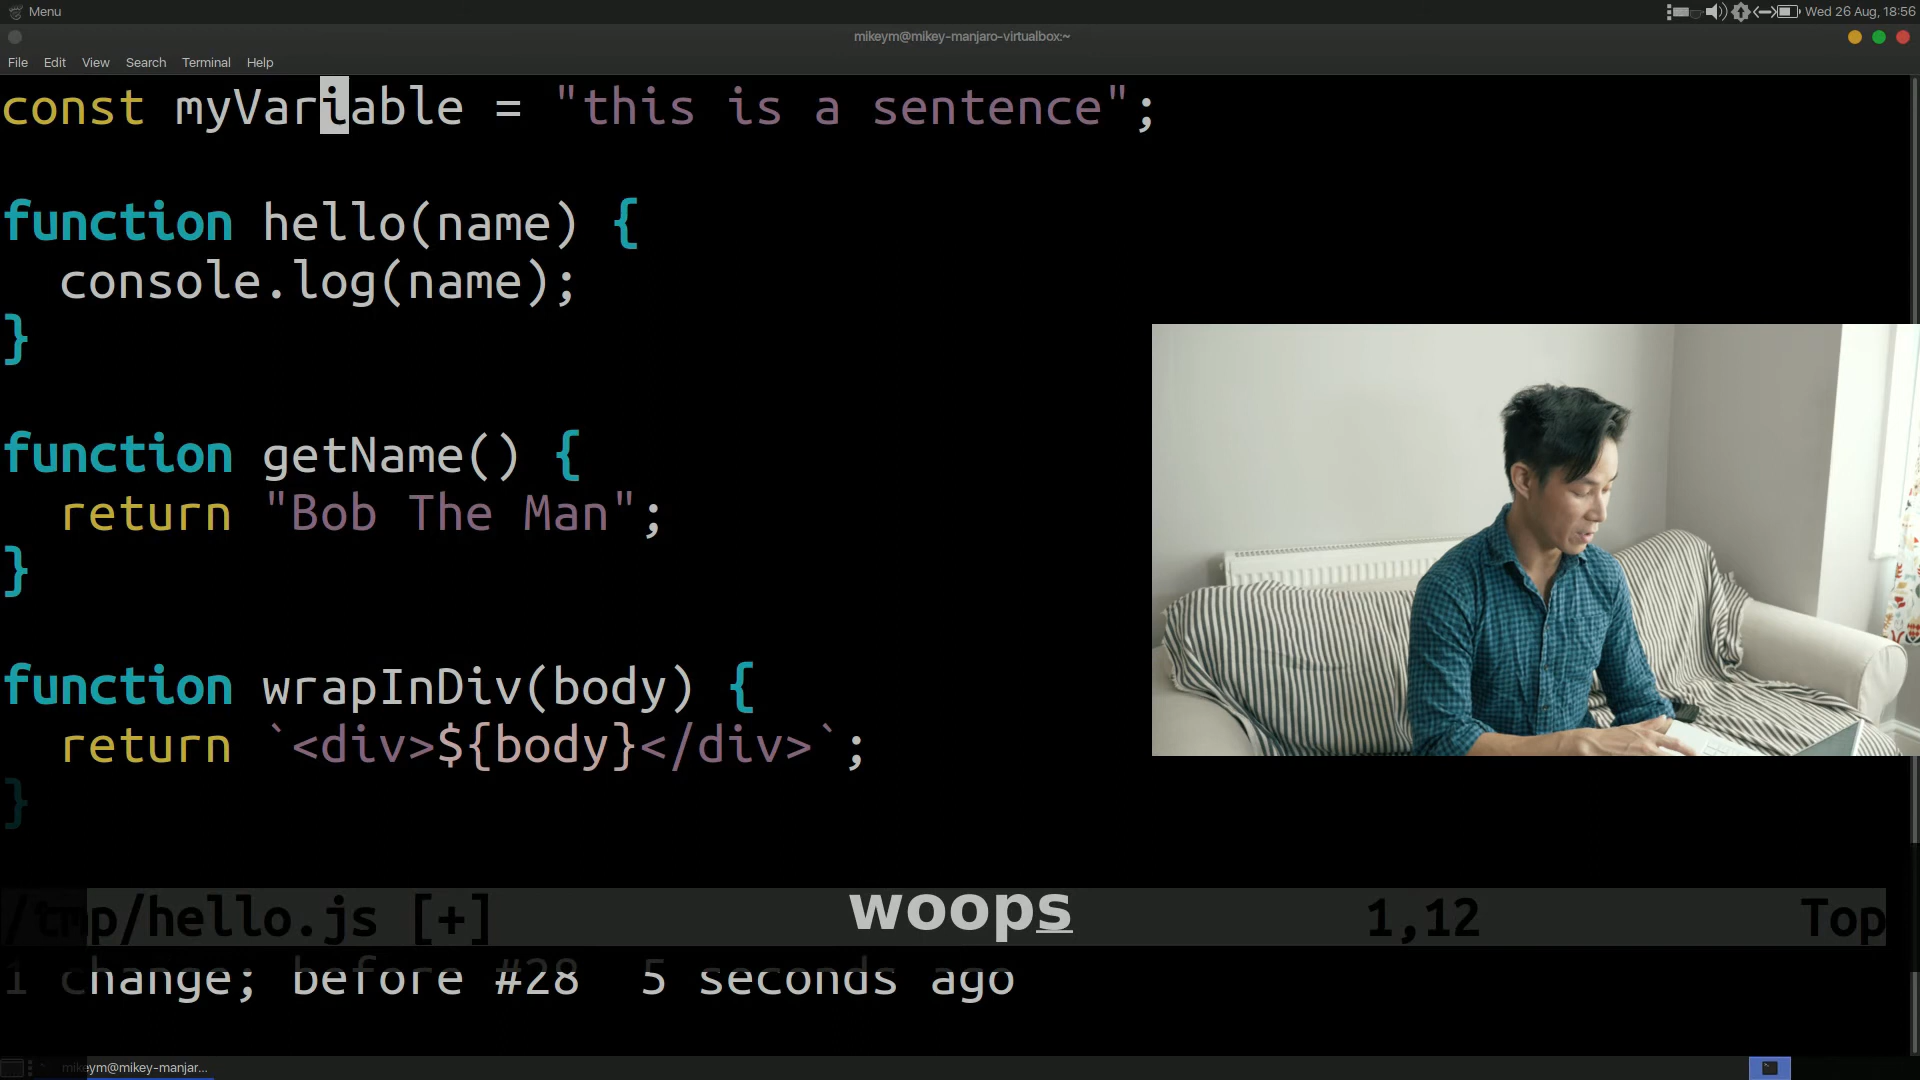 Menu
Wed 26 Aug, 18:56
mikeym@mikey-manjaro-virtualbox:~
File Edit View Search Terminal Help
const myVariable = "this is a sentence";
function hello(name) {
  console.log(name);
}
function getName() {
  return "Bob The Man";
}
function wrapInDiv(body) {
  return `<div>${body}</div>`;
}
/tmp/hello.js [+] 1,12 Top
woops
1 change; before #28  5 seconds ago
mikeym@mikey-manjar...